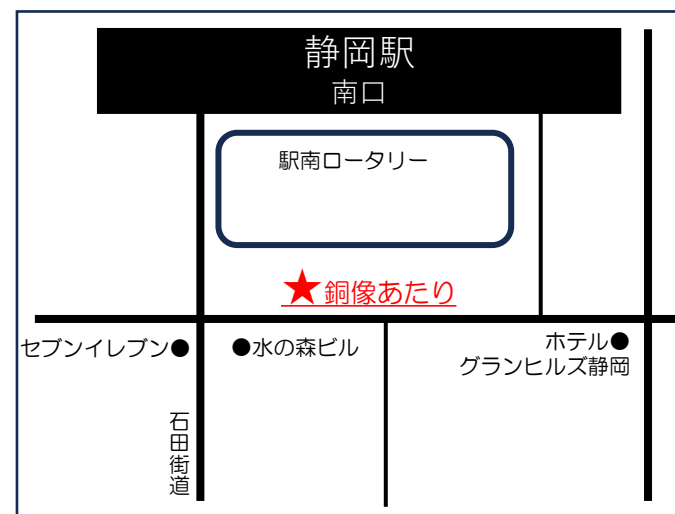 静岡駅
南口
駅南ロータリー
★銅像あたり
セブンイレブン●
●水の森ビル
ホテル●
グランヒルズ静岡
石田街道